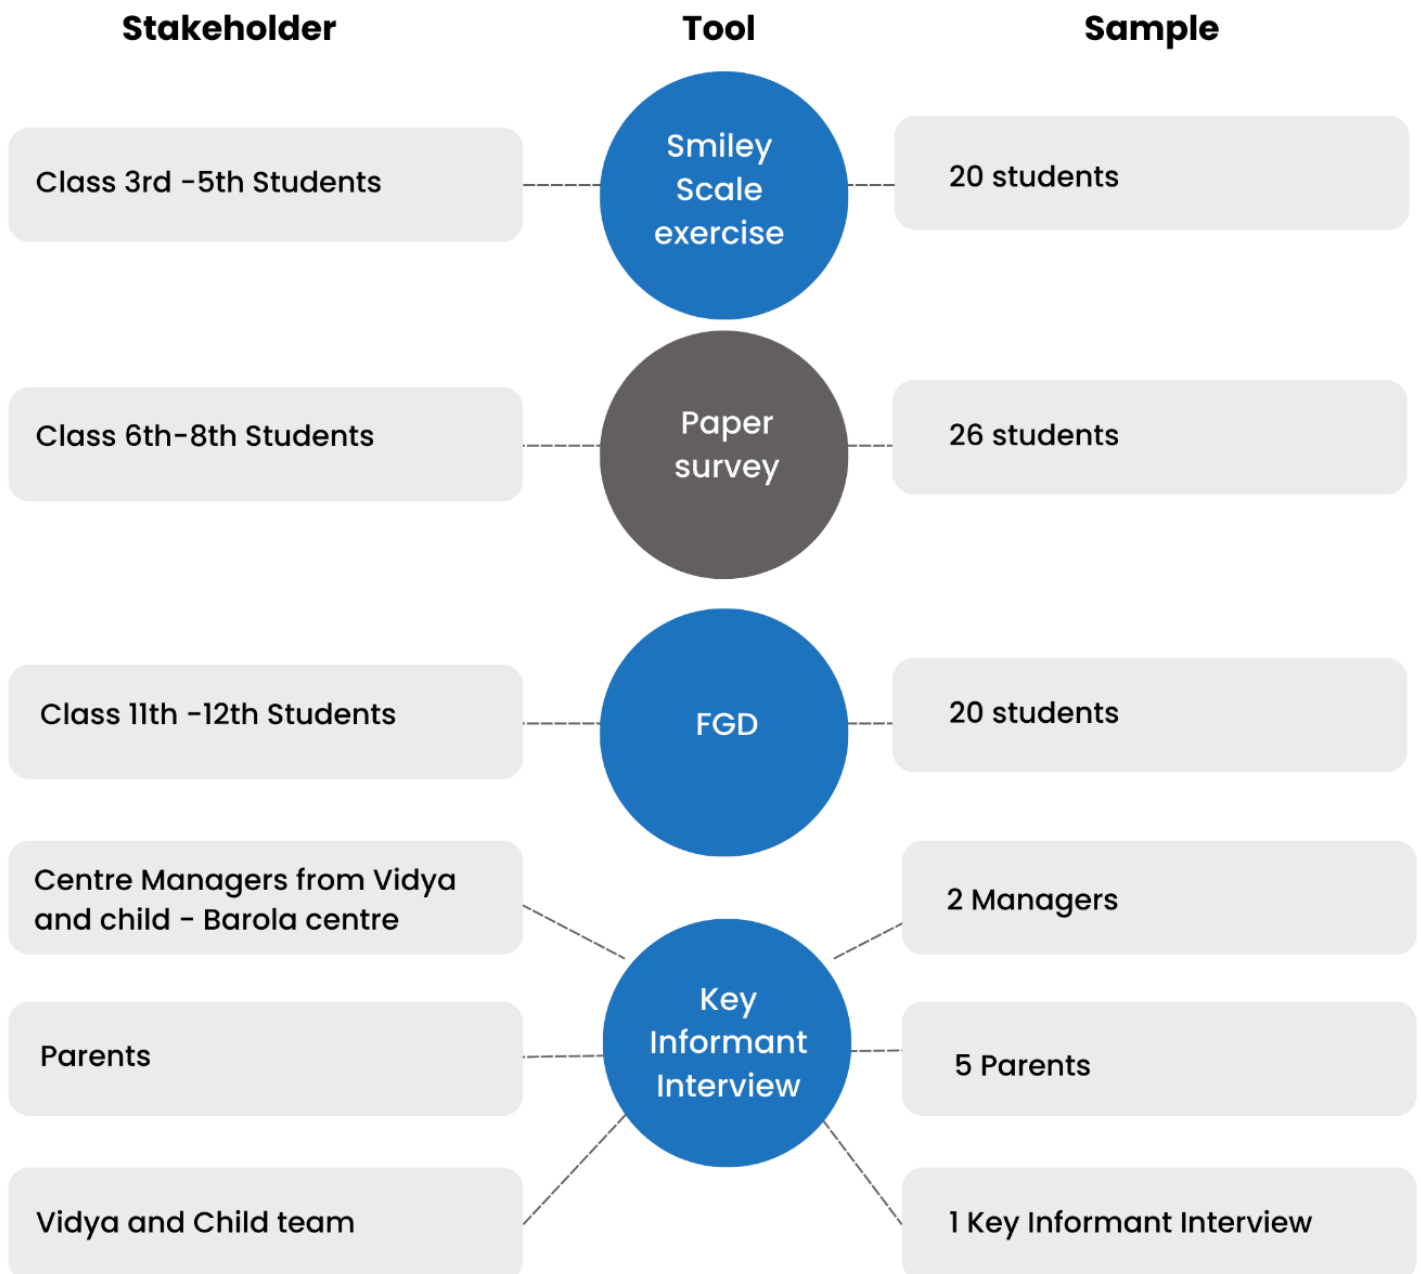 Stakeholder
Tool
Sample
Class 3rd -5th Students
Smiley
Scale
exercise
20 students
Class 6th-8th Students
Paper
survey
26 students
Class 11th -12th Students
FGD
20 students
Centre Managers from Vidya
and child - Barola centre
2 Managers
Key
Informant
Interview
Parents
5 Parents
Vidya and Child team
1 Key Informant Interview